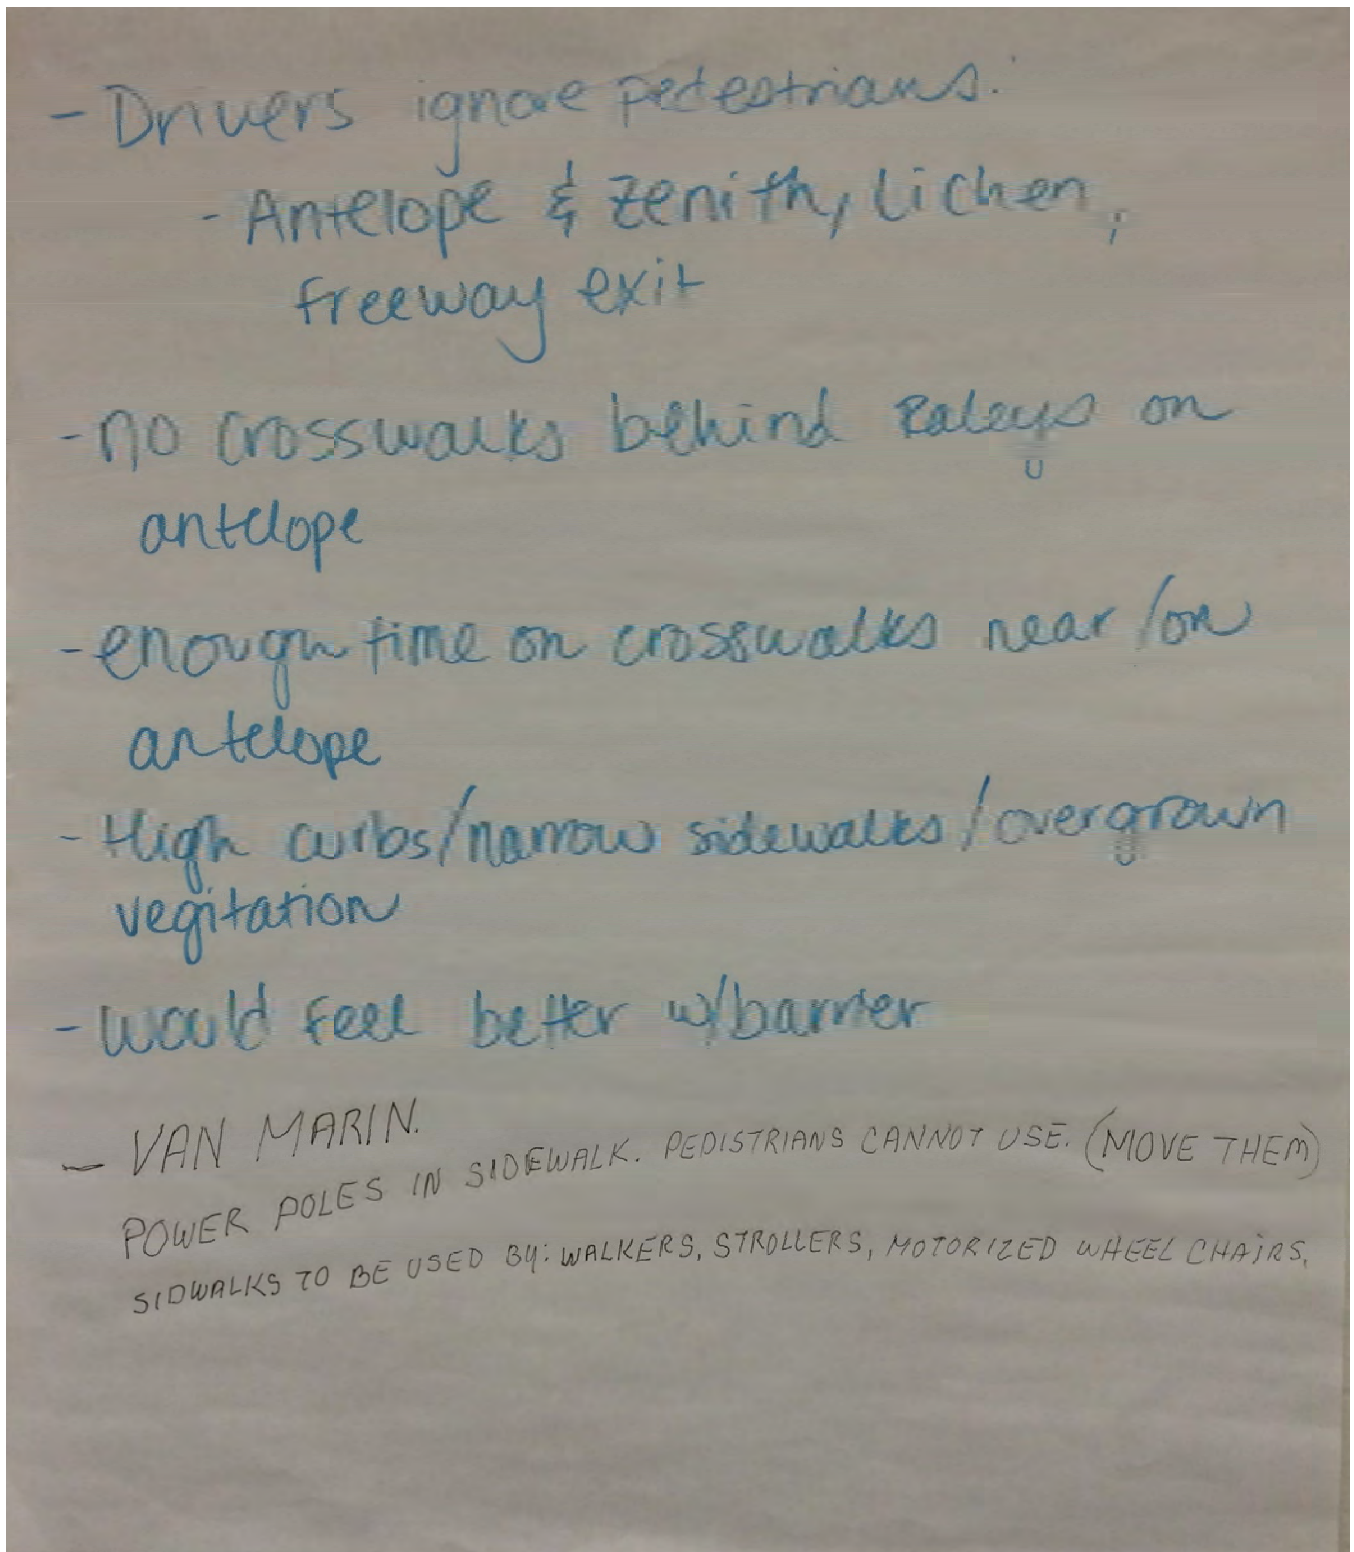 - Drivers ignore pedestrians.
- Antelope & Zenith, Lichen,
freeway exit
- no crosswalks behind Raleys on
antelope
- enough time on crosswalks near/on
antelope
- High curbs/narrow sidewalks/overgrown
vegitation
- would feel better w/barrier
- VAN MARIN.
POWER POLES IN SIDEWALK. PEDISTRIANS CANNOT USE. (MOVE THEM)
SIDWALKS TO BE USED BY: WALKERS, STROLLERS, MOTORIZED WHEEL CHAIRS,